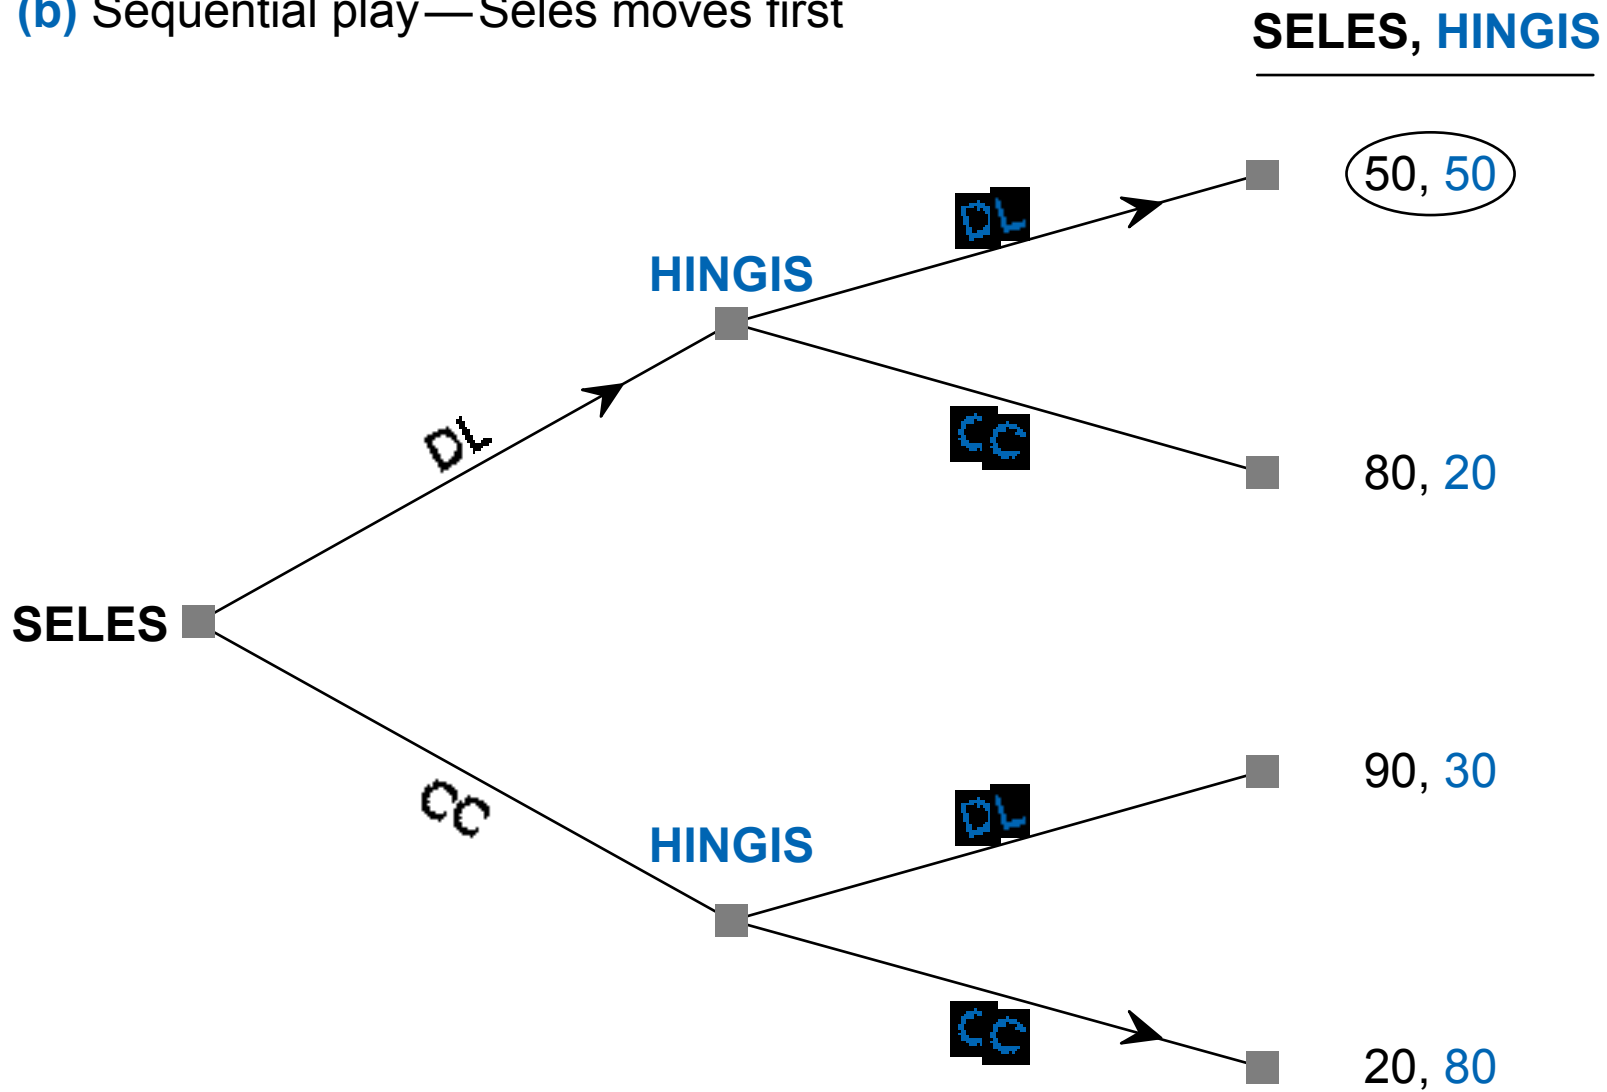 (b) Sequential play—Seles moves first
SELES, HINGIS
50, 50
DL
HINGIS
DL
CC
80, 20
SELES
90, 30
DL
CC
HINGIS
CC
20, 80